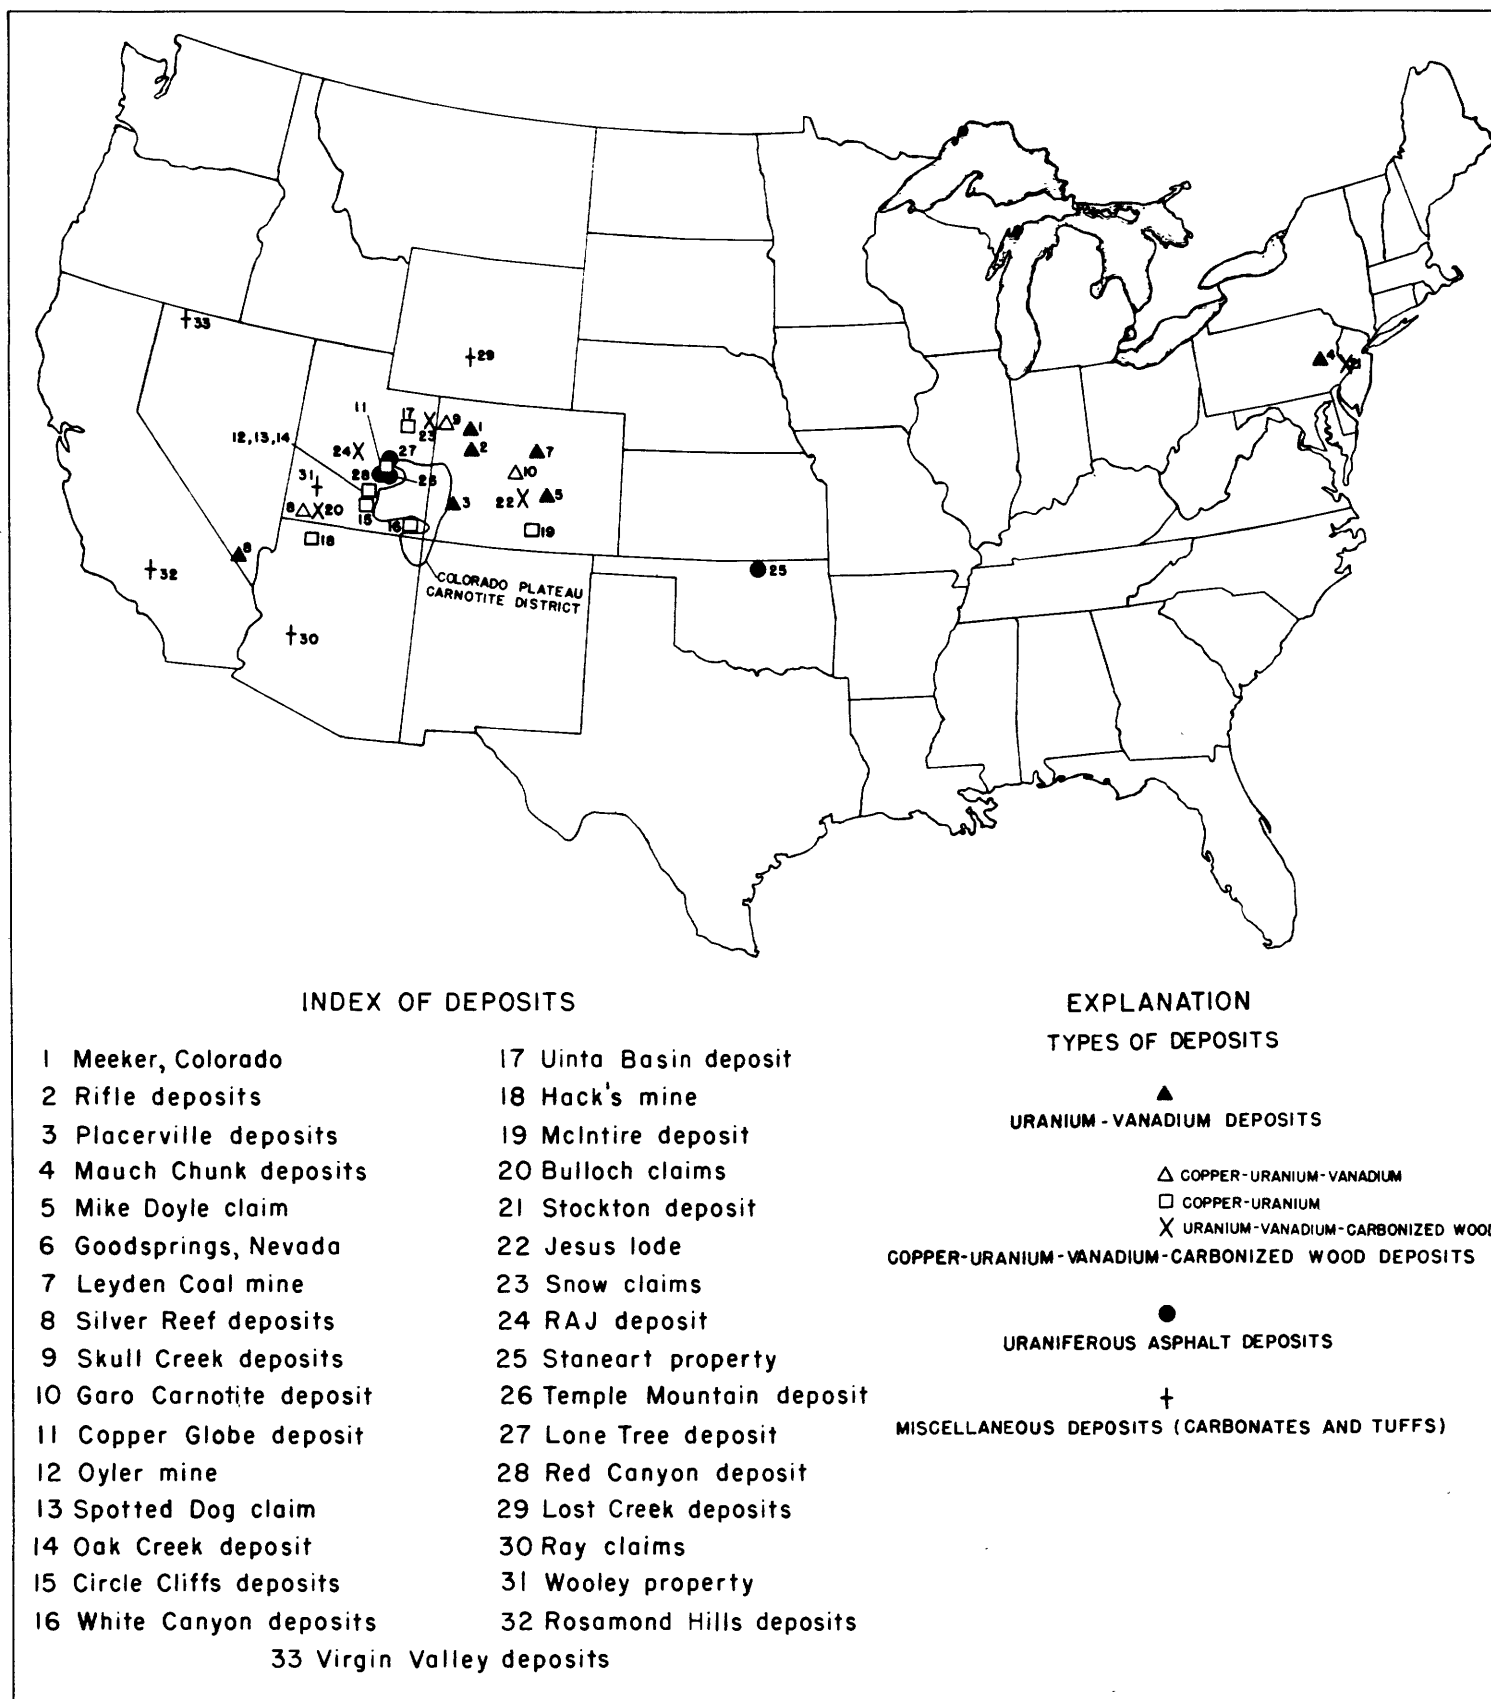 33
29
4
21
11
17
9
1
23
12,13,14
24
27
2
7
28
26
10
31
22
5
3
8
20
15
16
19
18
8
32
25
COLORADO PLATEAU
CARNOTITE DISTRICT
30
INDEX OF DEPOSITS
1 Meeker, Colorado
2 Rifle deposits
3 Placerville deposits
4 Mauch Chunk deposits
5 Mike Doyle claim
6 Goodsprings, Nevada
7 Leyden Coal mine
8 Silver Reef deposits
9 Skull Creek deposits
10 Garo Carnotite deposit
11 Copper Globe deposit
12 Oyler mine
13 Spotted Dog claim
14 Oak Creek deposit
15 Circle Cliffs deposits
16 White Canyon deposits
17 Uinta Basin deposit
18 Hack's mine
19 McIntire deposit
20 Bulloch claims
21 Stockton deposit
22 Jesus lode
23 Snow claims
24 RAJ deposit
25 Staneart property
26 Temple Mountain deposit
27 Lone Tree deposit
28 Red Canyon deposit
29 Lost Creek deposits
30 Ray claims
31 Wooley property
32 Rosamond Hills deposits
33 Virgin Valley deposits
EXPLANATION
TYPES OF DEPOSITS
URANIUM-VANADIUM DEPOSITS
COPPER-URANIUM-VANADIUM
COPPER-URANIUM
URANIUM-VANADIUM-CARBONIZED WOOD
COPPER-URANIUM-VANADIUM-CARBONIZED WOOD DEPOSITS
URANIFEROUS ASPHALT DEPOSITS
MISCELLANEOUS DEPOSITS (CARBONATES AND TUFFS)